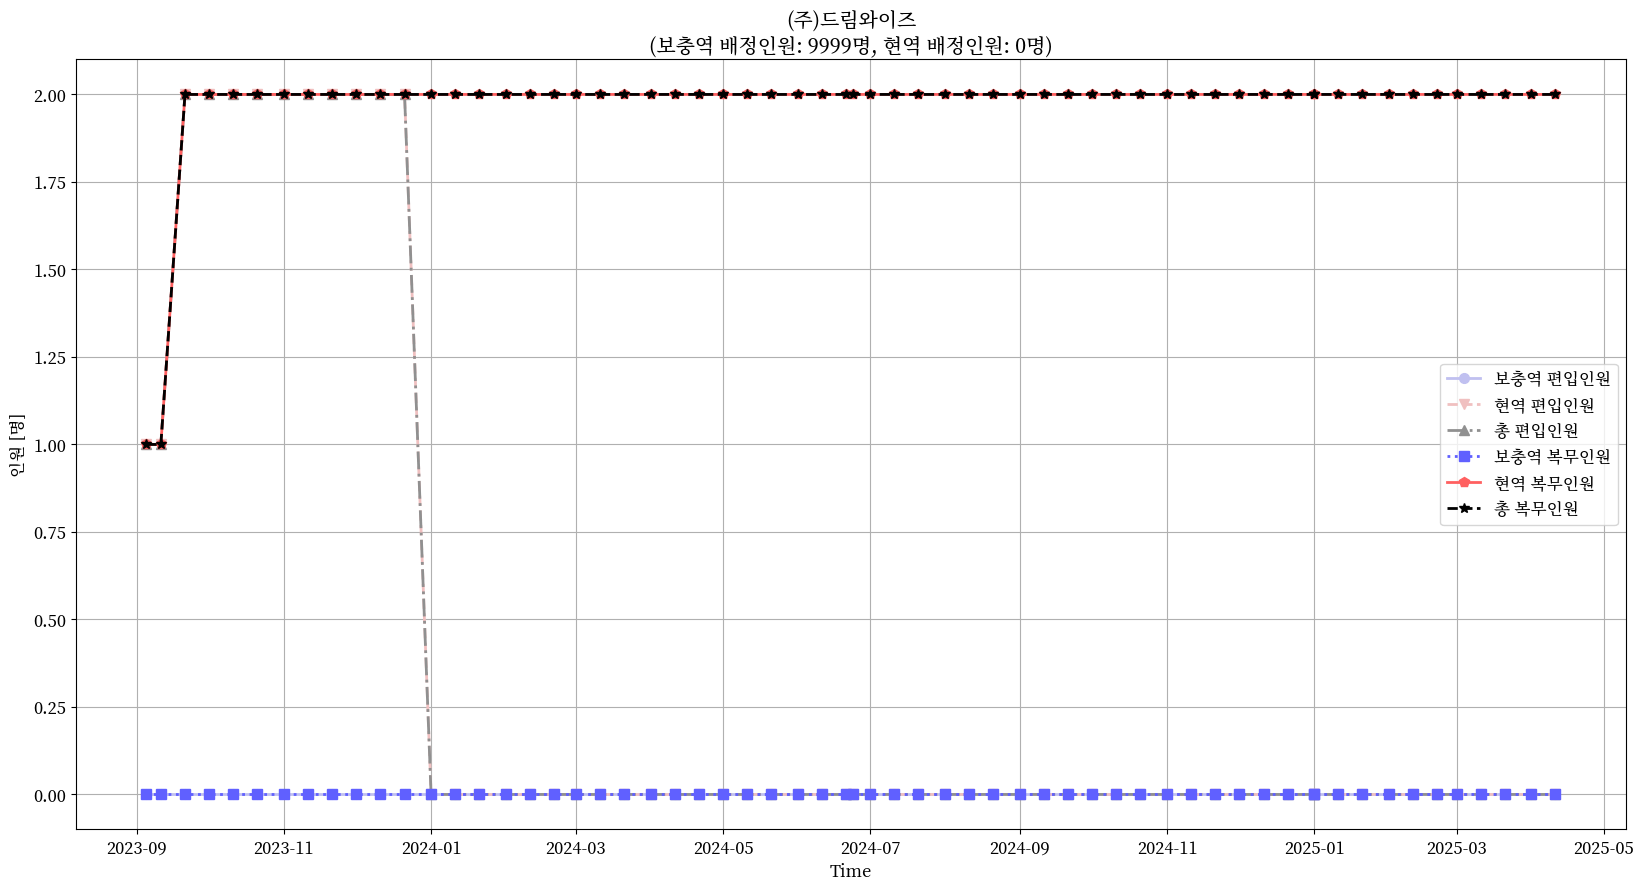 (주)드림와이즈
(보충역 배정인원: 9999명, 현역 배정인원: 0명)
인원 [명]
2.00
1.75
1.50
1.25
1.00
0.75
0.50
0.25
0.00
보충역 편입인원
현역 편입인원
총 편입인원
보충역 복무인원
현역 복무인원
총 복무인원
2023-09 2023-11 2024-01 2024-03 2024-05 2024-07 2024-09 2024-11 2025-01 2025-03 2025-05
Time